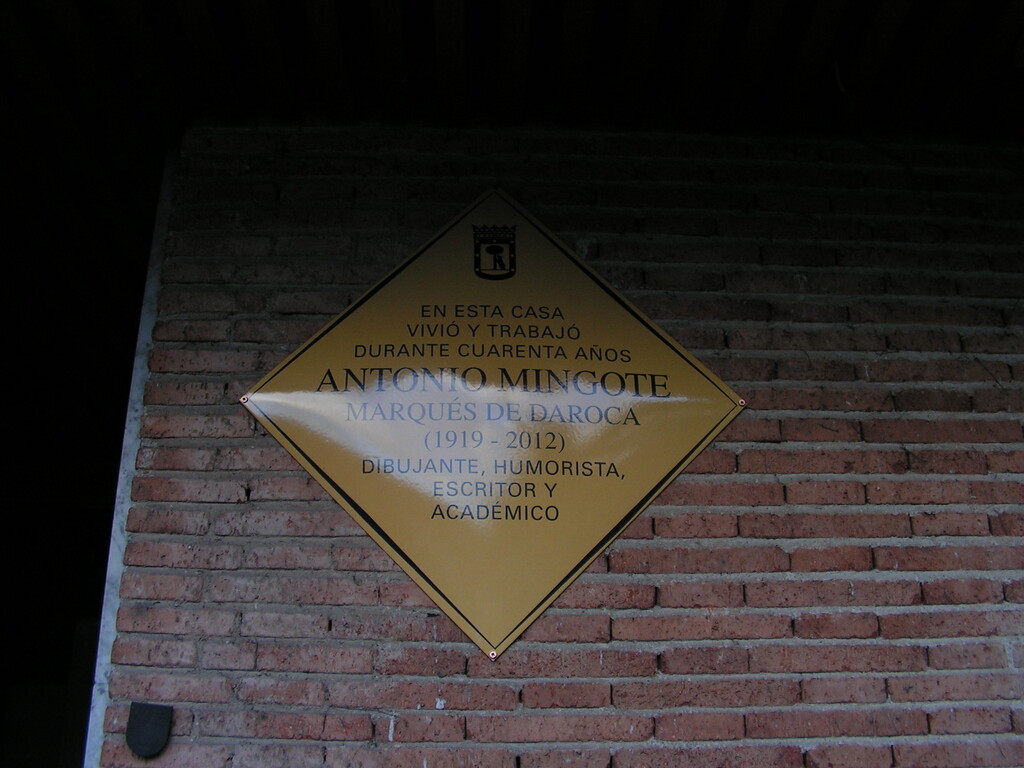 EN ESTA CASA
VIVIÓ Y TRABAJÓ
DURANTE CUARENTA AÑOS
ANTONIO MINGOTE
MARQUÉS DE DAROCA
(1919 - 2012)
DIBUJANTE, HUMORISTA,
ESCRITOR Y
ACADÉMICO